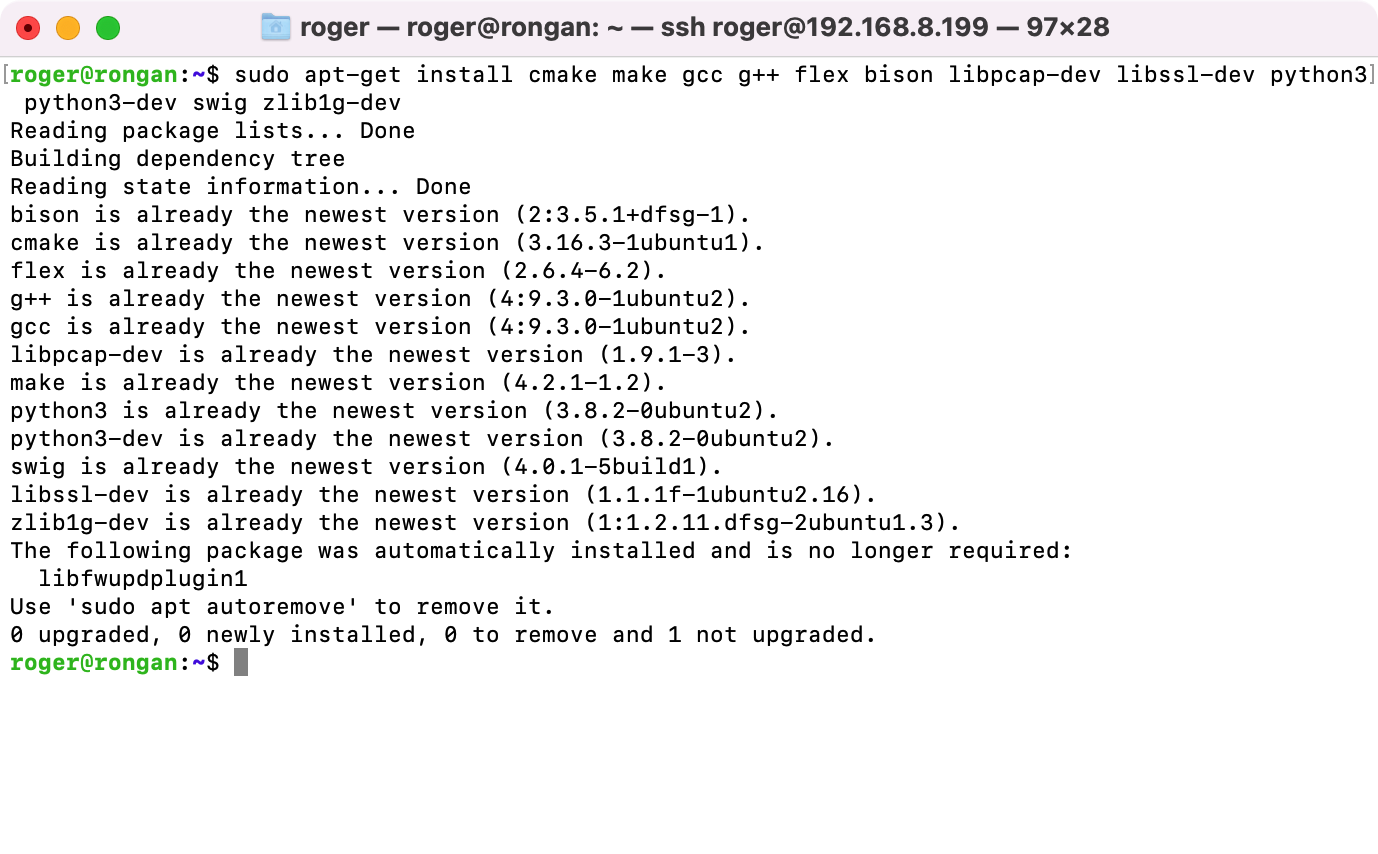 roger — roger@rongan: ~ — ssh roger@192.168.8.199 — 97×28
[roger@rongan:~$ sudo apt-get install cmake make gcc g++ flex bison libpcap-dev libssl-dev python3]
 python3-dev swig zlib1g-dev
Reading package lists... Done
Building dependency tree
Reading state information... Done
bison is already the newest version (2:3.5.1+dfsg-1).
cmake is already the newest version (3.16.3-1ubuntu1).
flex is already the newest version (2.6.4-6.2).
g++ is already the newest version (4:9.3.0-1ubuntu2).
gcc is already the newest version (4:9.3.0-1ubuntu2).
libpcap-dev is already the newest version (1.9.1-3).
make is already the newest version (4.2.1-1.2).
python3 is already the newest version (3.8.2-0ubuntu2).
python3-dev is already the newest version (3.8.2-0ubuntu2).
swig is already the newest version (4.0.1-5build1).
libssl-dev is already the newest version (1.1.1f-1ubuntu2.16).
zlib1g-dev is already the newest version (1:1.2.11.dfsg-2ubuntu1.3).
The following package was automatically installed and is no longer required:
  libfwupdplugin1
Use 'sudo apt autoremove' to remove it.
0 upgraded, 0 newly installed, 0 to remove and 1 not upgraded.
roger@rongan:~$